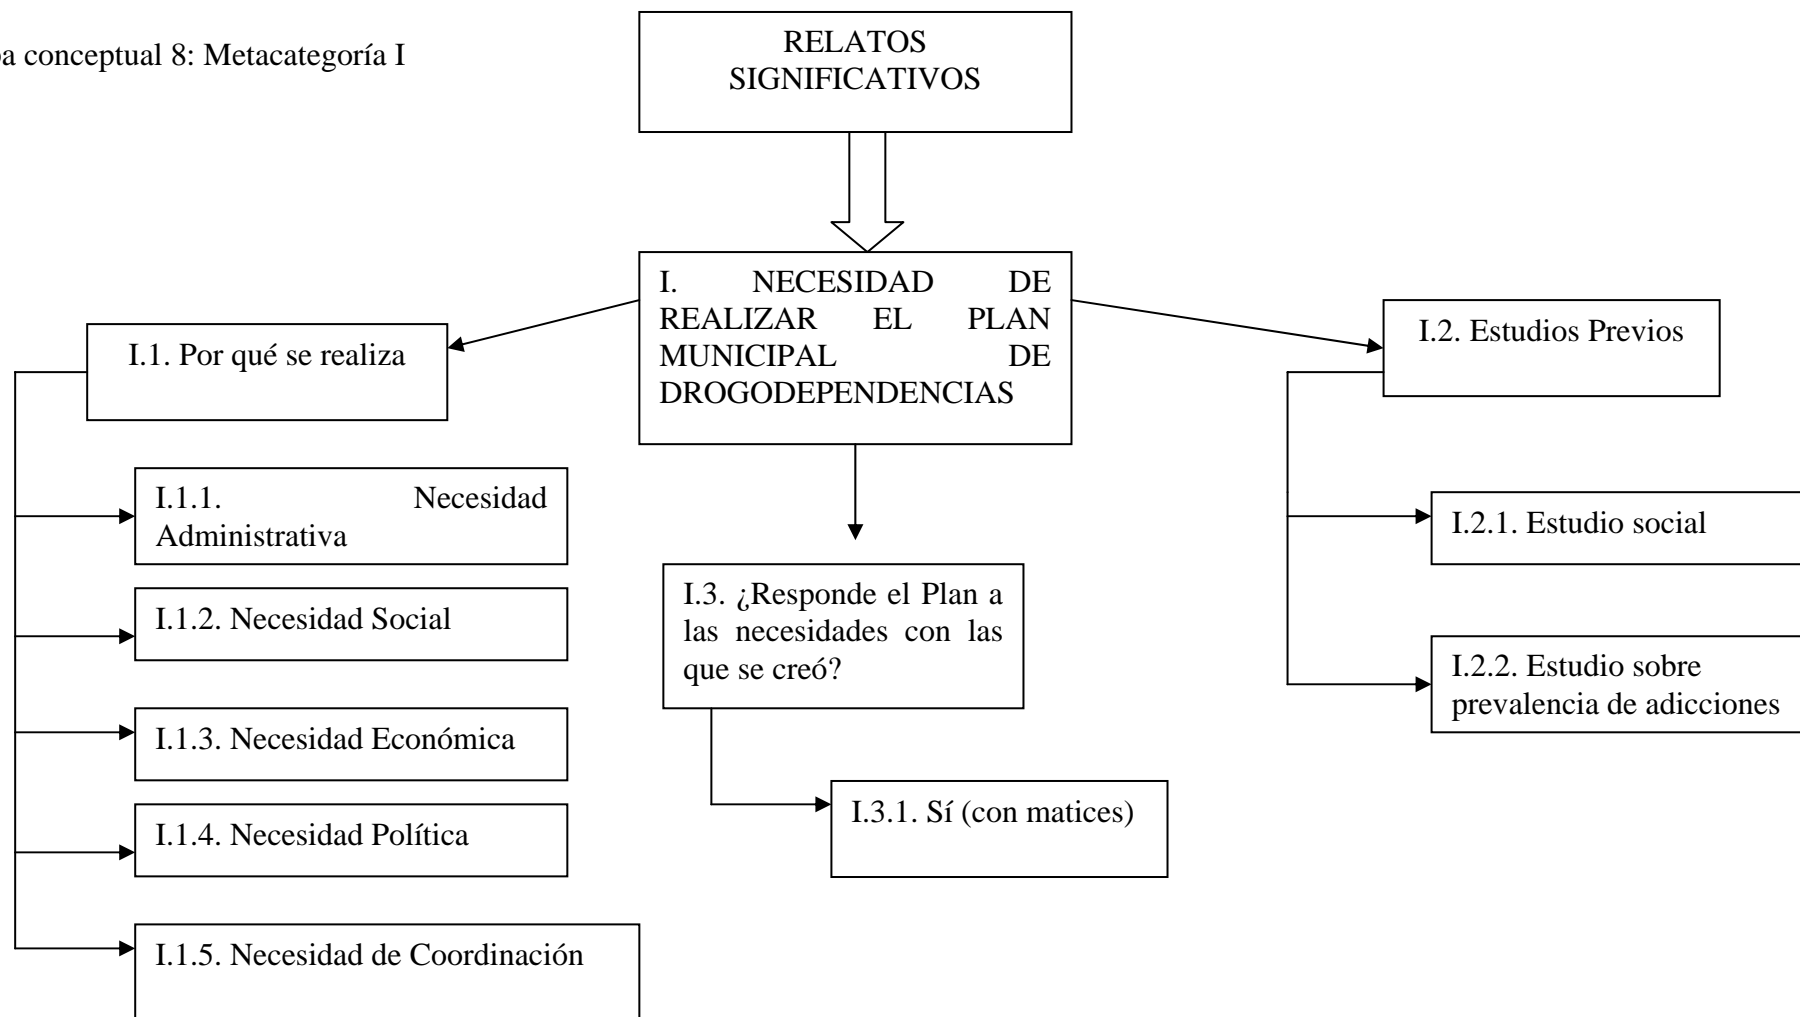 conceptual 8: Metacategoría I
RELATOS
SIGNIFICATIVOS
I. NECESIDAD DE
REALIZAR EL PLAN
MUNICIPAL DE
DROGODEPENDENCIAS
I.1. Por qué se realiza
I.1.1. Necesidad
Administrativa
I.1.2. Necesidad Social
I.1.3. Necesidad Económica
I.1.4. Necesidad Política
I.1.5. Necesidad de Coordinación
I.3. ¿Responde el Plan a
las necesidades con las
que se creó?
I.3.1. Sí (con matices)
I.2. Estudios Previos
I.2.1. Estudio social
I.2.2. Estudio sobre
prevalencia de adicciones